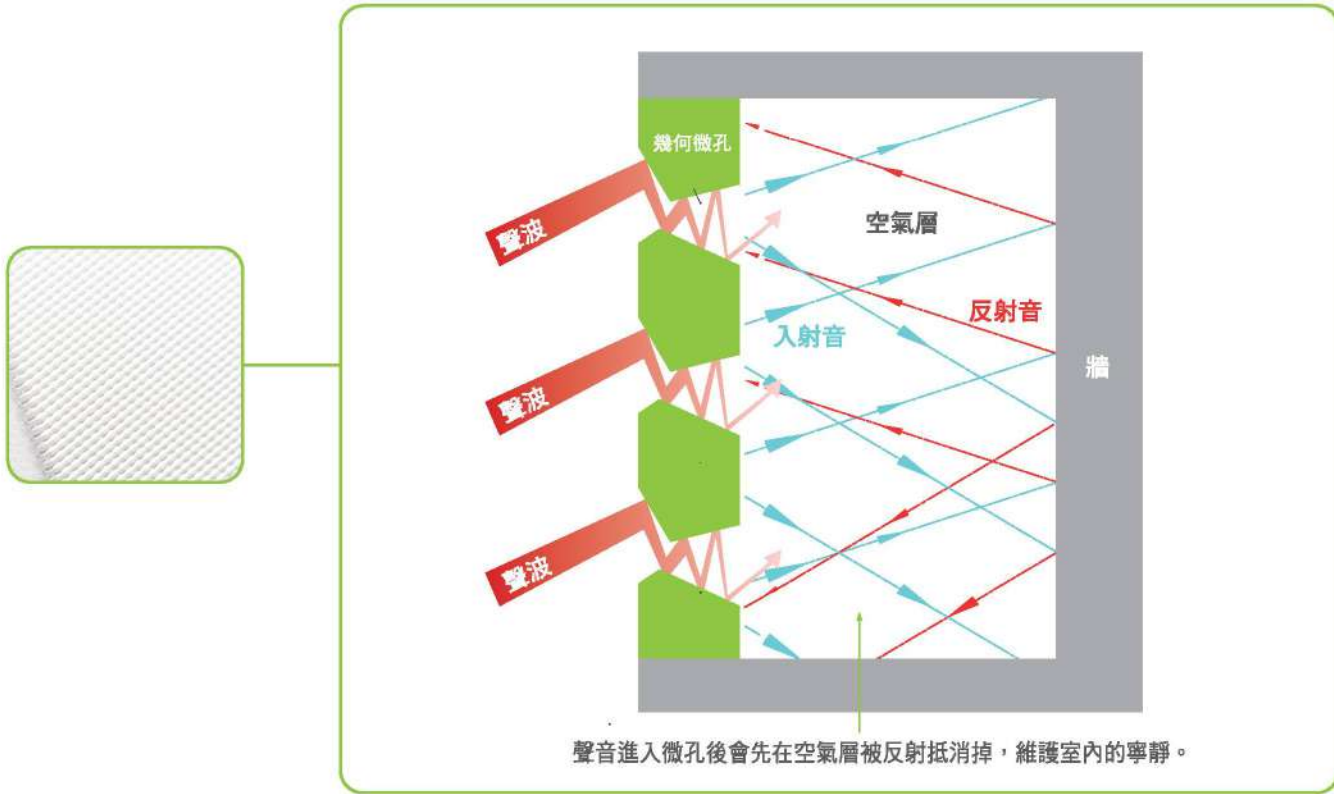 幾何微孔
聲波
空氣層
反射音
入射音
牆
聲波
聲波
聲音進入微孔後會先在空氣層被反射抵消掉，維護室內的寧靜。